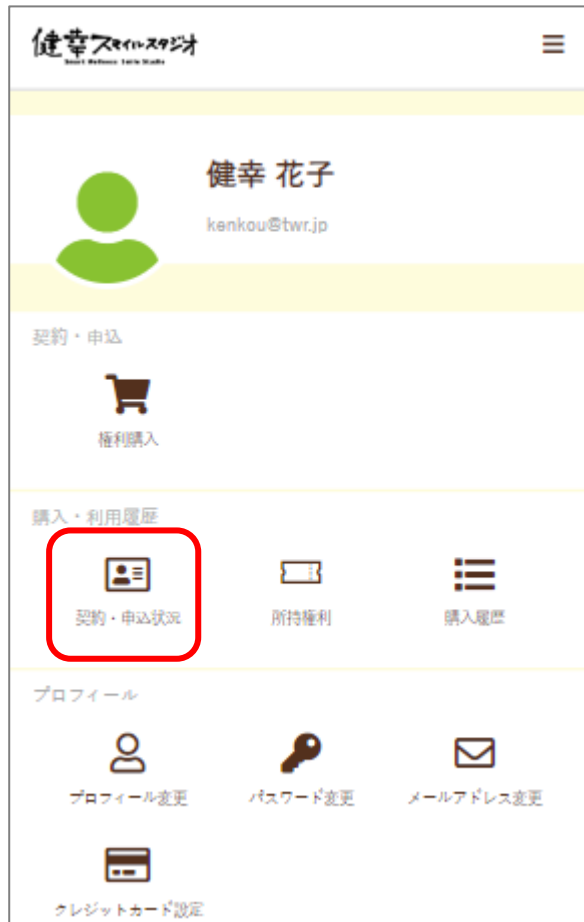 健幸スマイルスタジオ
Smart Wellness Smile Studio
健幸 花子
kenkou@twr.jp
契約・申込
権利購入
購入・利用履歴
契約・申込状況
所持権利
購入履歴
プロフィール
プロフィール変更
パスワード変更
メールアドレス変更
クレジットカード設定